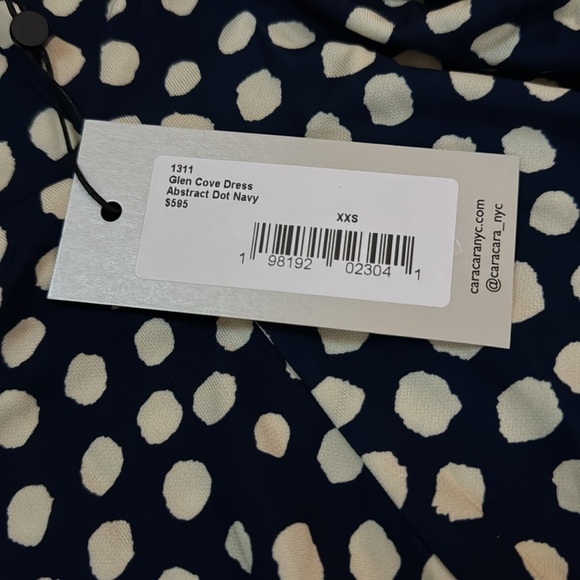 1311
Glen Cove Dress
Abstract Dot Navy
$595
XXS
1 98192 02304 1
caracaranyc.com
@caracara_nyc